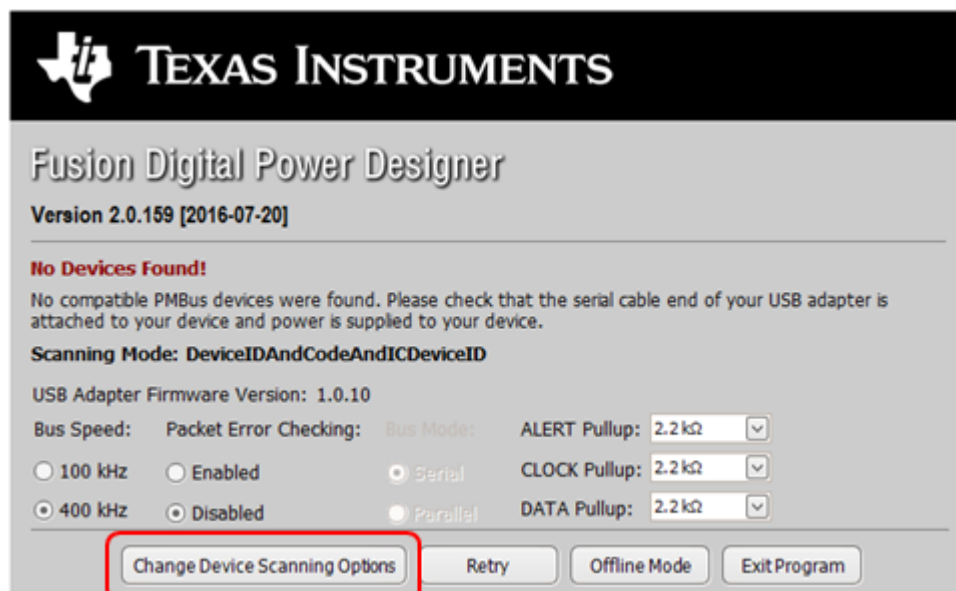 TEXAS INSTRUMENTS
Fusion Digital Power Designer
Version 2.0.159 [2016-07-20]
No Devices Found!
No compatible PMBus devices were found. Please check that the serial cable end of your USB adapter is
attached to your device and power is supplied to your device.
Scanning Mode: DeviceIDAndCodeAndICDeviceID
USB Adapter Firmware Version: 1.0.10
Bus Speed: Packet Error Checking: Bus Mode: ALERT Pullup: 2.2 kΩ
100 kHz Enabled Serial CLOCK Pullup: 2.2 kΩ
400 kHz Disabled Parallel DATA Pullup: 2.2 kΩ
Change Device Scanning Options Retry Offline Mode Exit Program